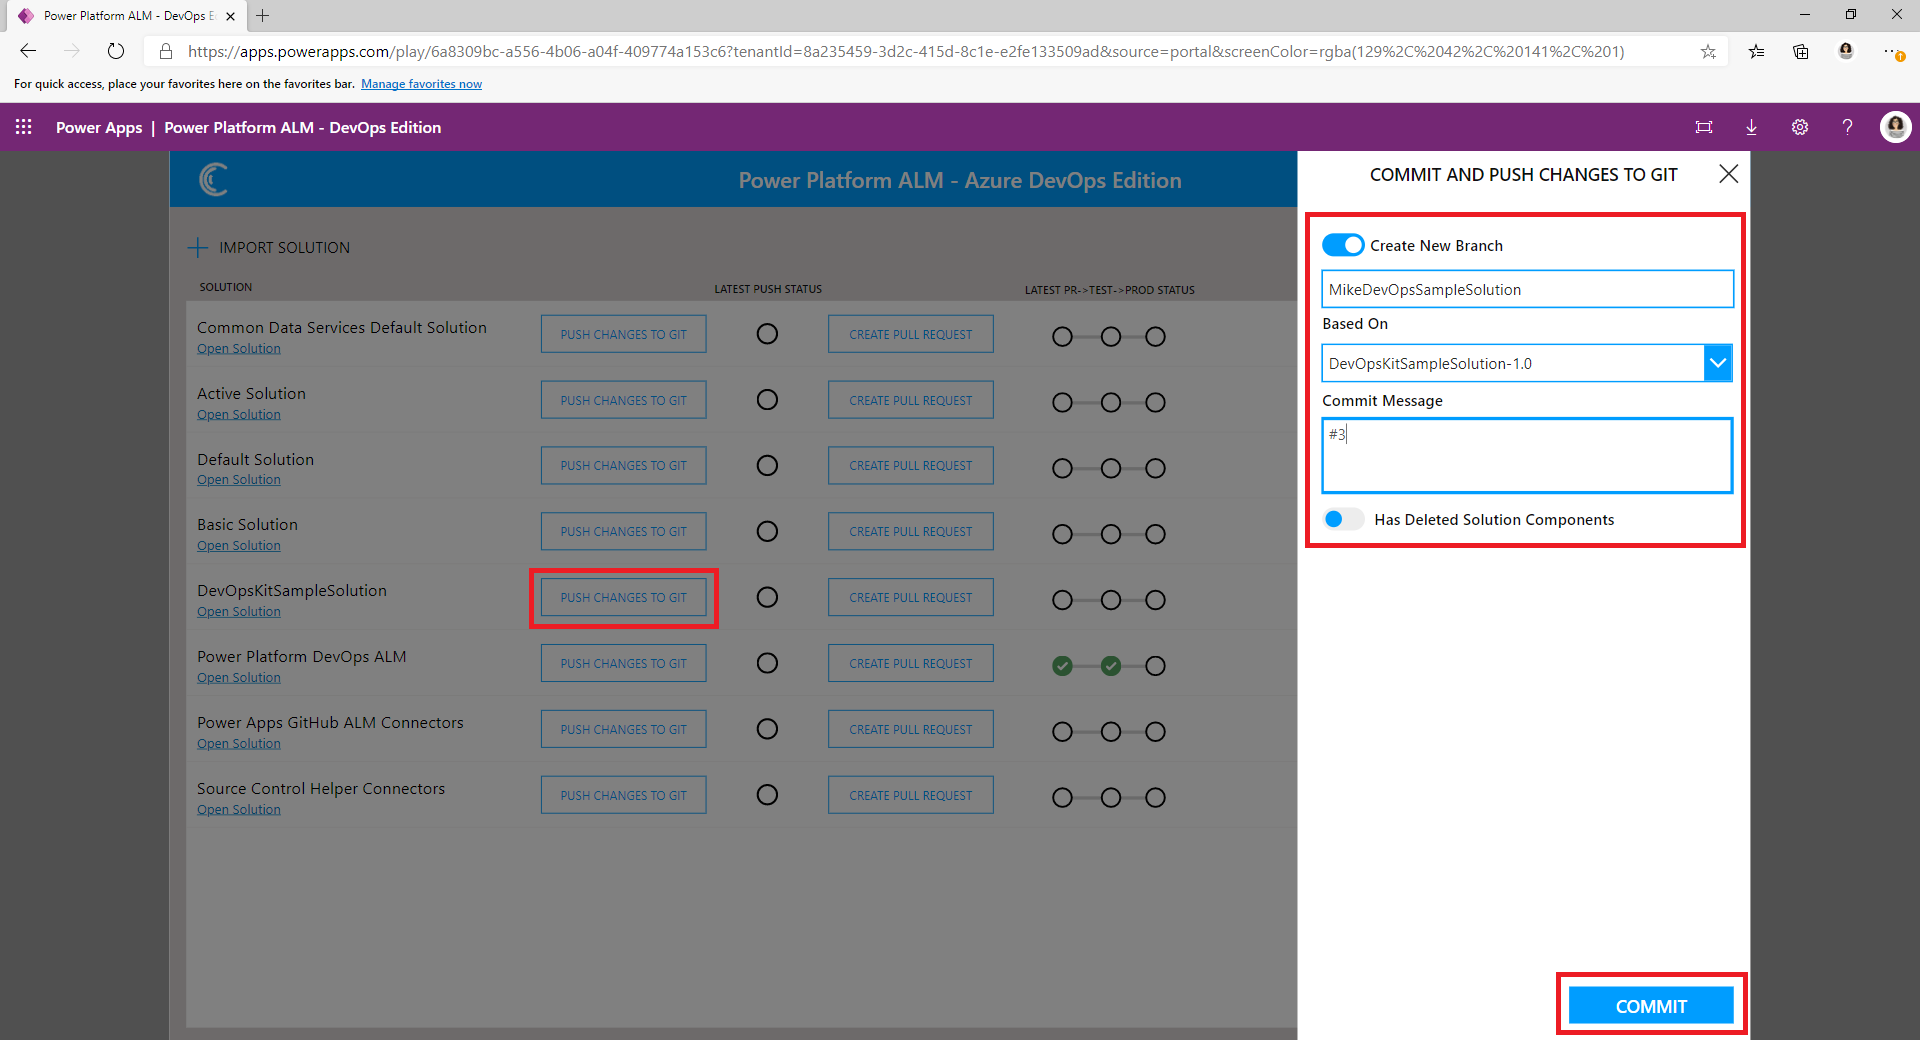 Power Platform ALM - DevOps E
https://apps.powerapps.com/play/6a8309bc-a556-4b06-a04f-409774a153c6?tenantId=8a235459-3d2c-415d-8c1e-e2fe133509ad&source=portal&screenColor=rgba(129%2C%2042%2C%20141%2C%201)
For quick access, place your favorites here on the favorites bar. Manage favorites now
Power Apps | Power Platform ALM - DevOps Edition
Power Platform ALM - Azure DevOps Edition
IMPORT SOLUTION
SOLUTION LATEST PUSH STATUS LATEST PR->TEST->PROD STATUS
Common Data Services Default Solution
Open Solution
PUSH CHANGES TO GIT
CREATE PULL REQUEST
Active Solution
Open Solution
PUSH CHANGES TO GIT
CREATE PULL REQUEST
Default Solution
Open Solution
PUSH CHANGES TO GIT
CREATE PULL REQUEST
Basic Solution
Open Solution
PUSH CHANGES TO GIT
CREATE PULL REQUEST
DevOpsKitSampleSolution
Open Solution
PUSH CHANGES TO GIT
CREATE PULL REQUEST
Power Platform DevOps ALM
Open Solution
PUSH CHANGES TO GIT
CREATE PULL REQUEST
Power Apps GitHub ALM Connectors
Open Solution
PUSH CHANGES TO GIT
CREATE PULL REQUEST
Source Control Helper Connectors
Open Solution
PUSH CHANGES TO GIT
CREATE PULL REQUEST
COMMIT AND PUSH CHANGES TO GIT
Create New Branch
MikeDevOpsSampleSolution
Based On
DevOpsKitSampleSolution-1.0
Commit Message
#3
Has Deleted Solution Components
COMMIT